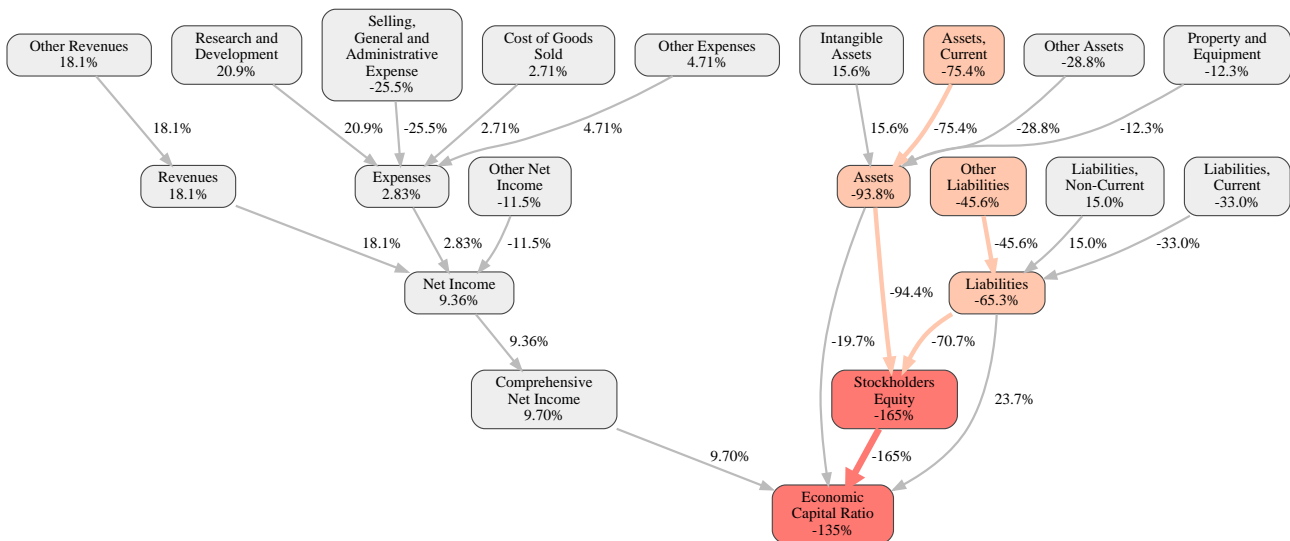 Other Revenues
18.1%
Research and
Development
20.9%
Selling,
General and
Administrative
Expense
-25.5%
Cost of Goods
Sold
2.71%
Other Expenses
4.71%
Intangible
Assets
15.6%
Assets,
Current
-75.4%
Other Assets
-28.8%
Property and
Equipment
-12.3%
18.1%
20.9%
-25.5%
2.71%
4.71%
15.6%
-75.4%
-28.8%
-12.3%
Revenues
18.1%
Expenses
2.83%
Other Net
Income
-11.5%
Assets
-93.8%
Other
Liabilities
-45.6%
Liabilities,
Non-Current
15.0%
Liabilities,
Current
-33.0%
18.1%
2.83%
-11.5%
-45.6%
15.0%
-33.0%
Net Income
9.36%
-94.4%
Liabilities
-65.3%
9.36%
-19.7%
-70.7%
Comprehensive
Net Income
9.70%
Stockholders
Equity
-165%
23.7%
9.70%
-165%
Economic
Capital Ratio
-135%